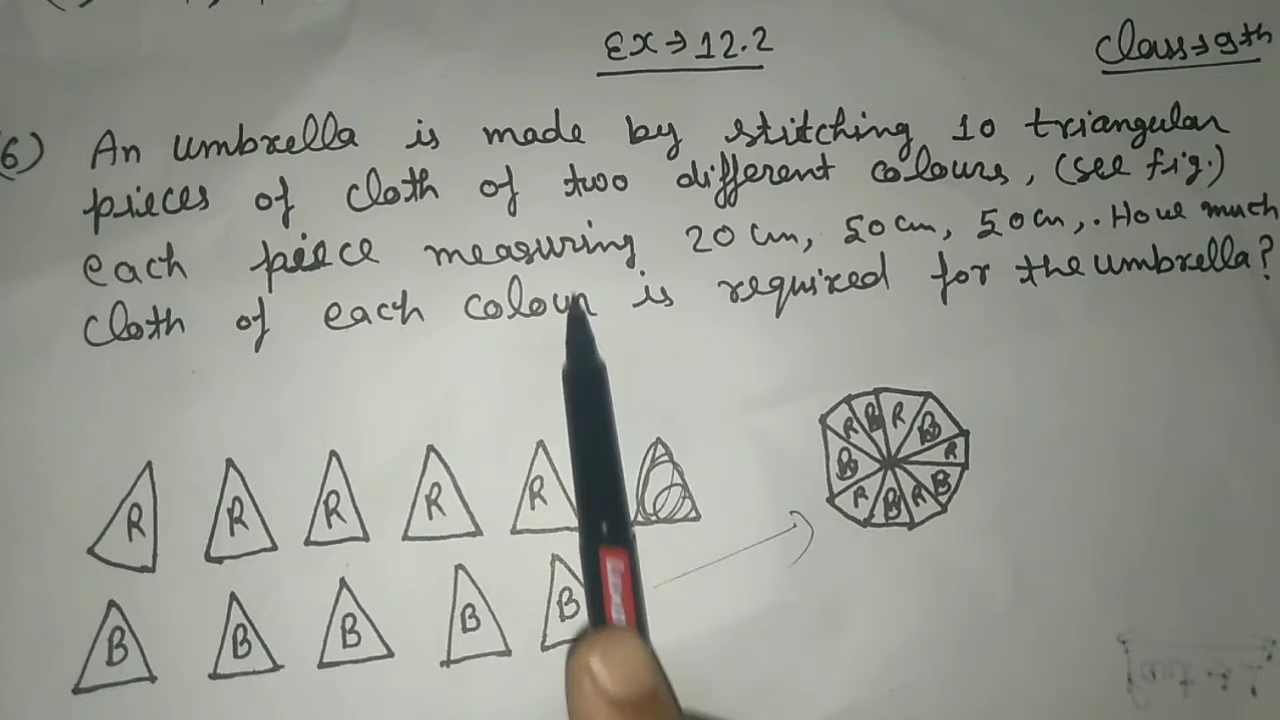 Ex→12.2
Class→9th
(6) An umbrella is made by stitching 10 triangular
pieces of cloth of two different colours, (see fig.)
each piece measuring 20 cm, 50 cm, 50 cm,. How much
cloth of each colour is required for the umbrella?
R R R R R
B B B B B
R B R B R B R B R B